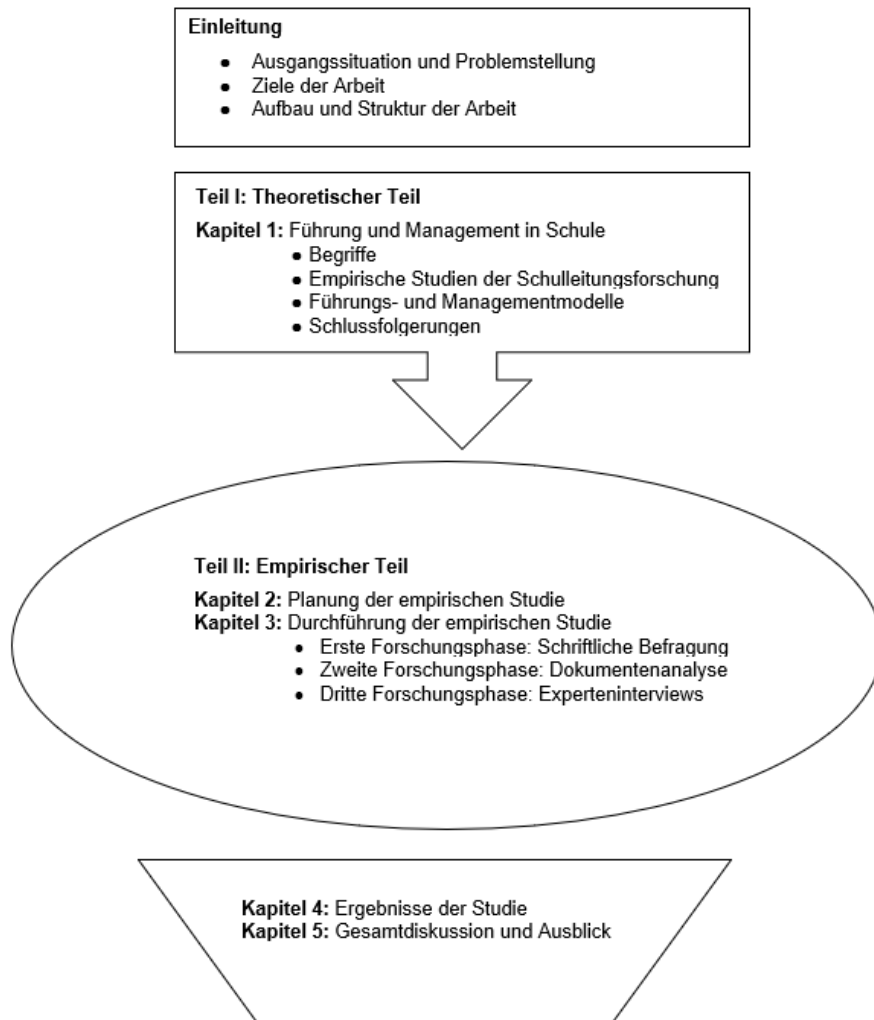 Einleitung
● Ausgangssituation und Problemstellung
● Ziele der Arbeit
● Aufbau und Struktur der Arbeit
Teil I: Theoretischer Teil
Kapitel 1: Führung und Management in Schule
● Begriffe
● Empirische Studien der Schulleitungsforschung
● Führungs- und Managementmodelle
● Schlussfolgerungen
Teil II: Empirischer Teil
Kapitel 2: Planung der empirischen Studie
Kapitel 3: Durchführung der empirischen Studie
● Erste Forschungsphase: Schriftliche Befragung
● Zweite Forschungsphase: Dokumentenanalyse
● Dritte Forschungsphase: Experteninterviews
Kapitel 4: Ergebnisse der Studie
Kapitel 5: Gesamtdiskussion und Ausblick